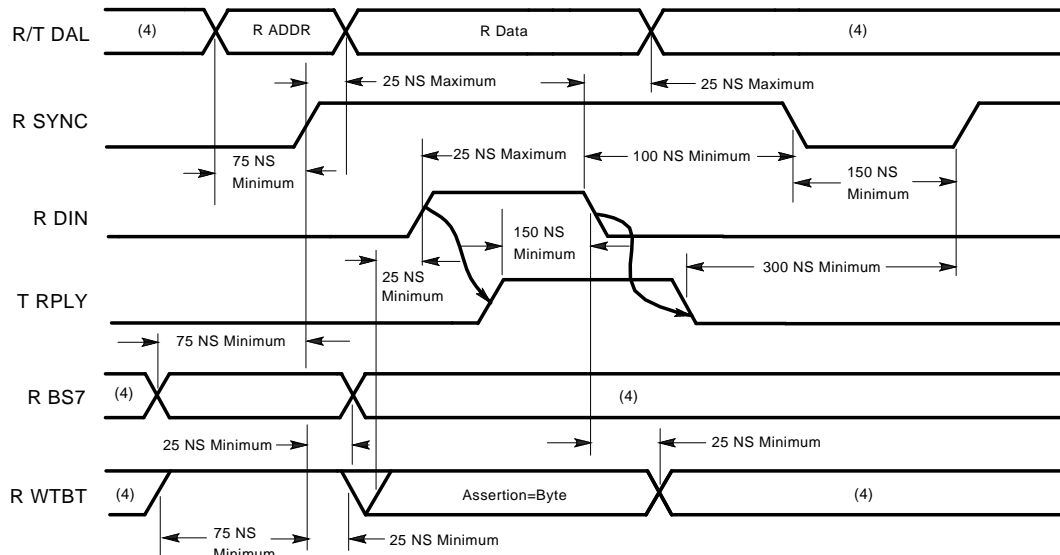 R/T DAL
(4)
R ADDR
R Data
(4)
25 NS Maximum
25 NS Maximum
R SYNC
75 NS
Minimum
25 NS Maximum
100 NS Minimum
150 NS
Minimum
R DIN
150 NS
Minimum
25 NS
Minimum
300 NS Minimum
T RPLY
75 NS Minimum
R BS7
(4)
(4)
25 NS Minimum
25 NS Minimum
R WTBT
(4)
Assertion=Byte
(4)
75 NS
Minimum
25 NS Minimum